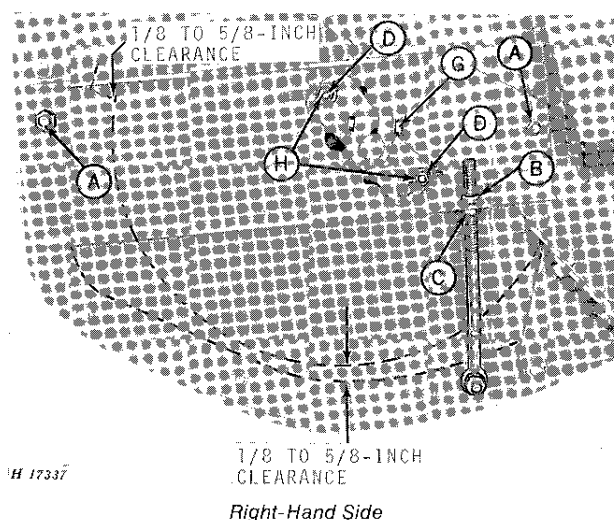 1/8 TO 5/8-INCH
CLEARANCE
D
G
A
A
H
D
B
C
1/8 TO 5/8-INCH
CLEARANCE
H 17337
Right-Hand Side